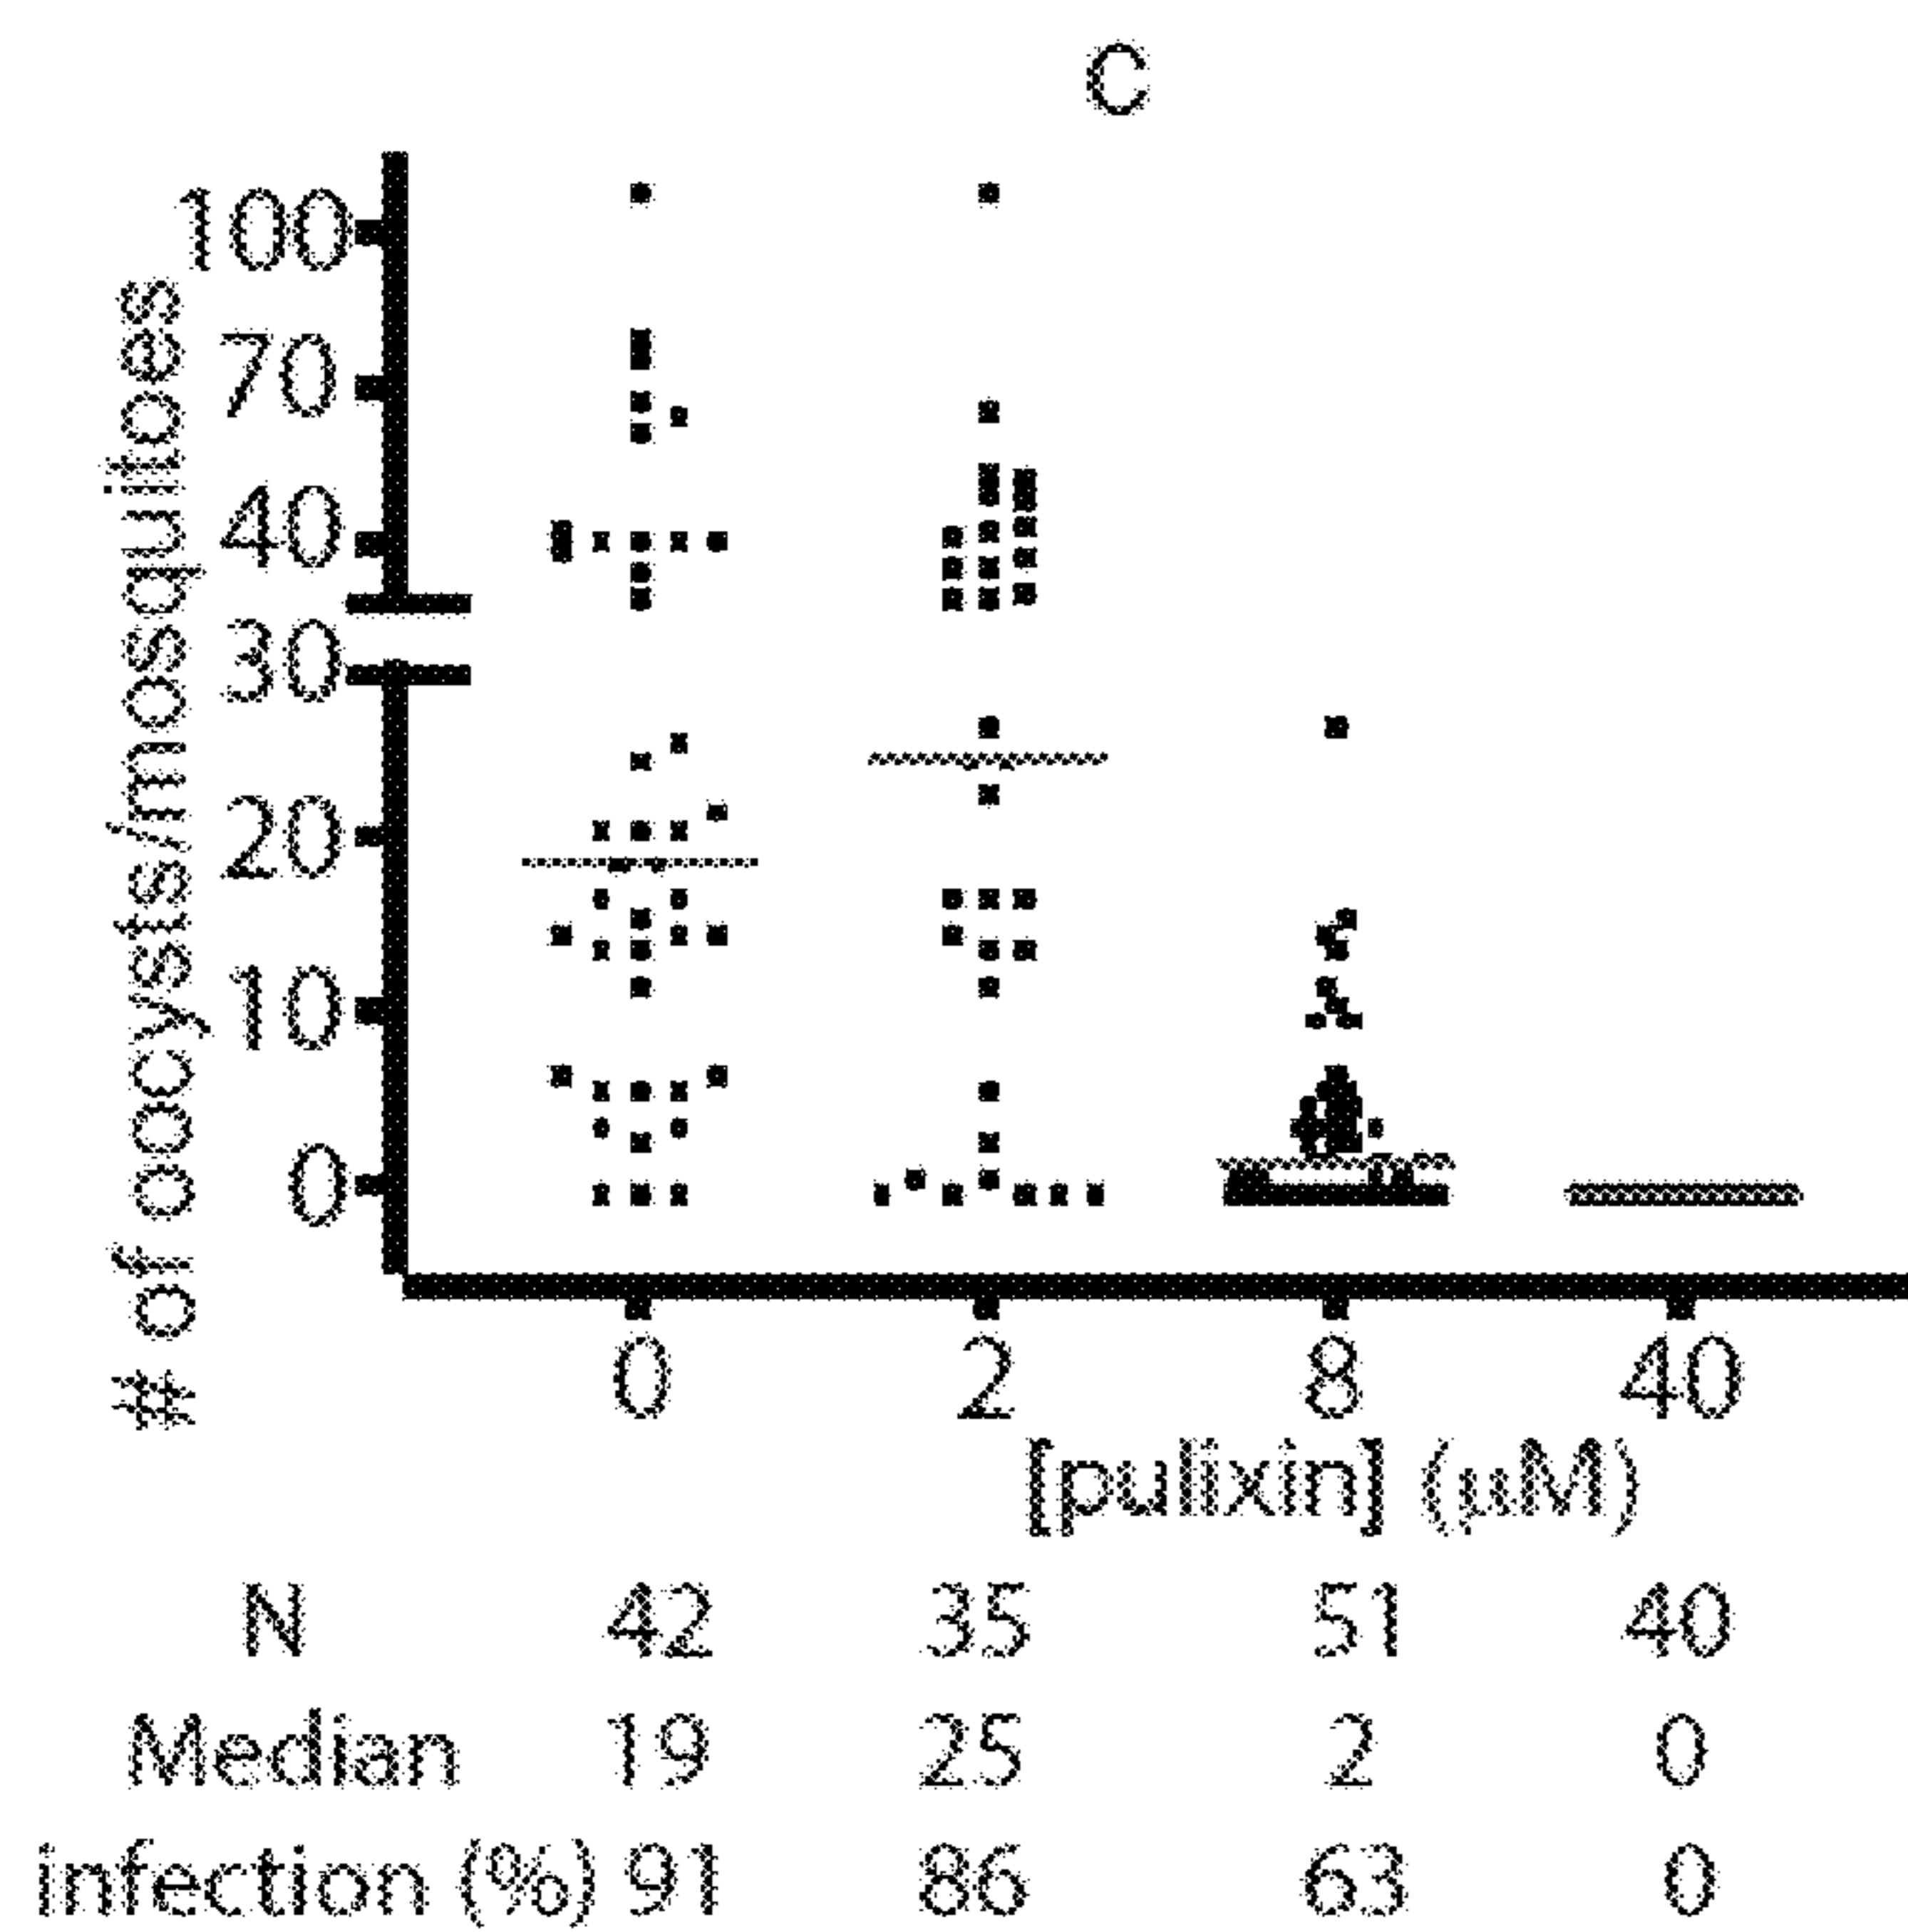 C
# of oocysts/mosquitoes
100
70
40
30
20
10
0
0 2 8 40
[pulixin] (µM)
N 42 35 51 40
Median 19 25 2 0
infection (%) 91 86 63 0